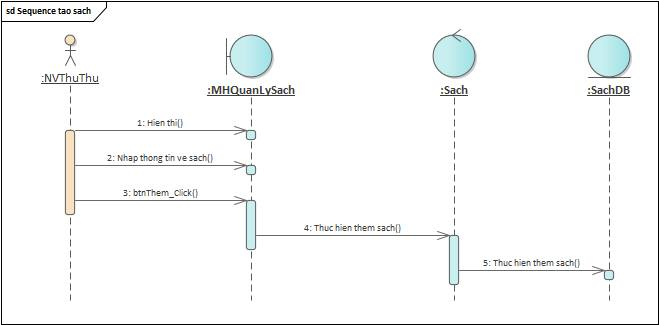 sd Sequence tao sach
:NVThuThu
:MHQuanLySach
:Sach
:SachDB
1: Hien thi()
2: Nhap thong tin ve sach()
3: btnThem_Click()
4: Thuc hien them sach()
5: Thuc hien them sach()